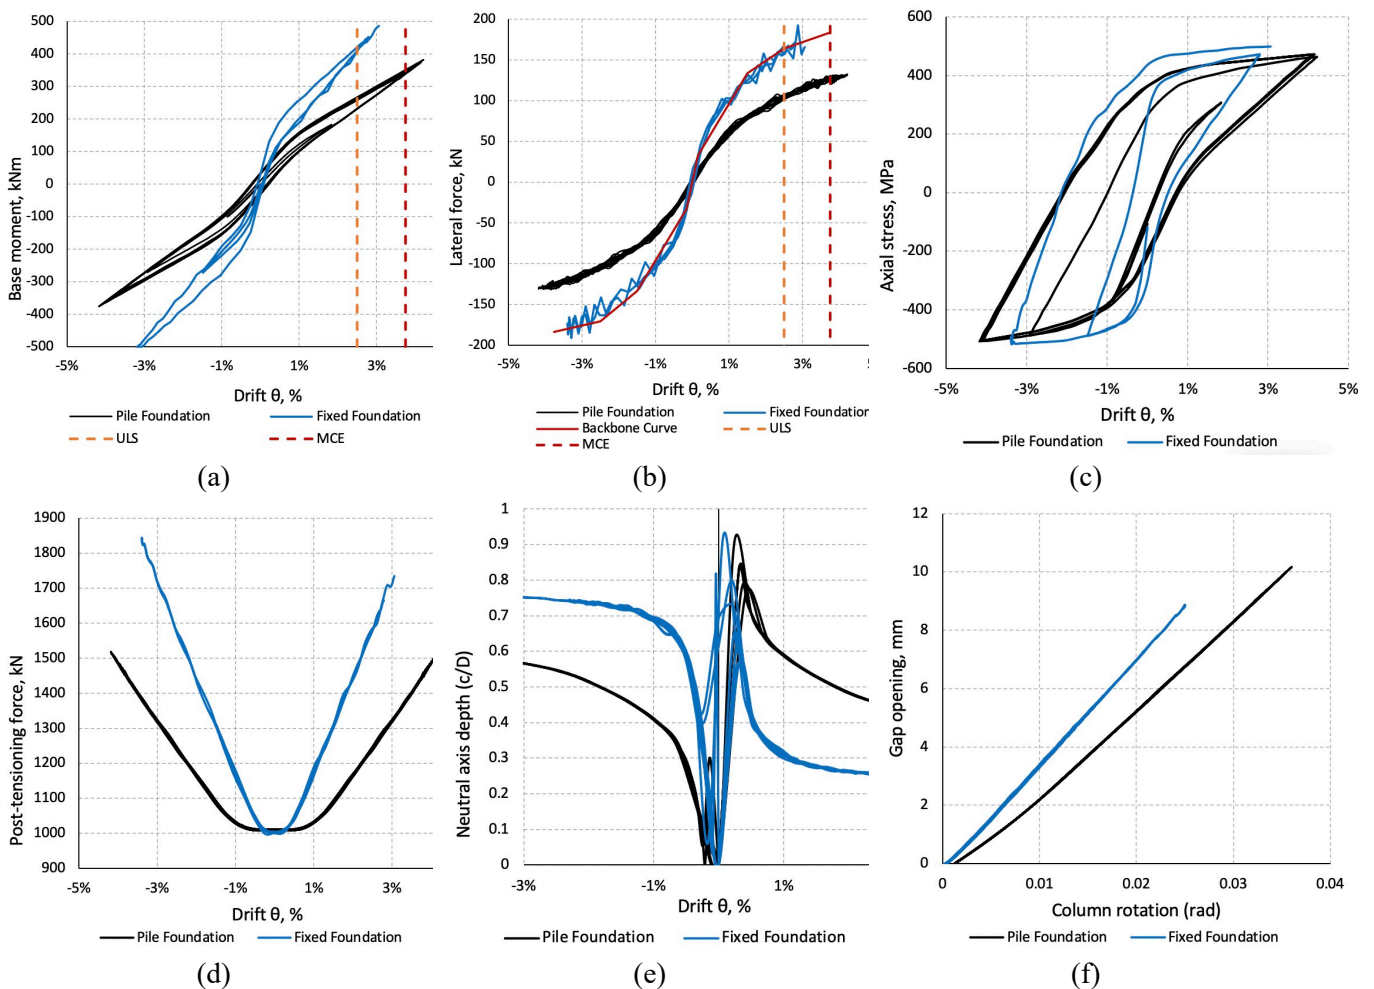 500
400
300
200
100
0
-100
-200
-300
-400
-500
Base moment, kNm
-5%
-3%
-1%
1%
3%
Drift θ, %
Pile Foundation
Fixed Foundation
ULS
MCE
(a)
200
150
100
50
0
-50
-100
-150
-200
Lateral force, kN
-5%
-3%
-1%
1%
3%
Drift θ, %
Pile Foundation
Fixed Foundation
Backbone Curve
ULS
MCE
(b)
600
400
200
0
-200
-400
-600
Axial stress, MPa
-5%
-3%
-1%
1%
3%
5%
Drift θ, %
Pile Foundation
Fixed Foundation
(c)
1900
1800
1700
1600
1500
1400
1300
1200
1100
1000
900
Post-tensioning force, kN
-5%
-3%
-1%
1%
3%
Drift θ, %
Pile Foundation
Fixed Foundation
(d)
1
0.9
0.8
0.7
0.6
0.5
0.4
0.3
0.2
0.1
0
Neutral axis depth (c/D)
-3%
-1%
1%
Drift θ, %
Pile Foundation
Fixed Foundation
(e)
12
10
8
6
4
2
0
Gap opening, mm
0
0.01
0.02
0.03
0.04
Column rotation (rad)
Pile Foundation
Fixed Foundation
(f)